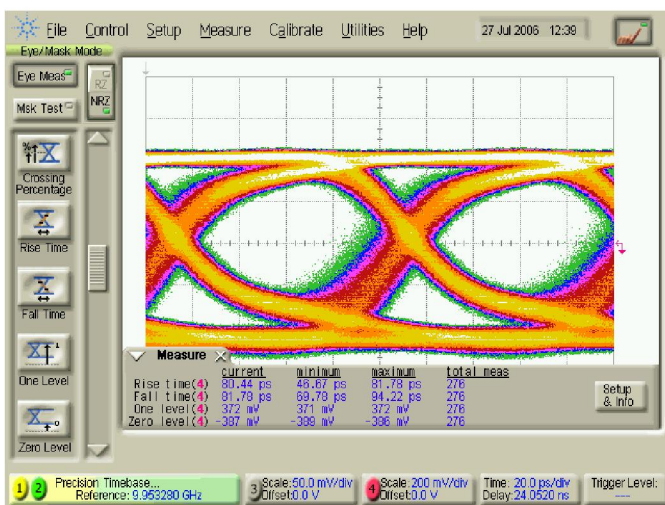 File Control Setup Measure Calibrate Utilities Help 27 Jul 2006 12:39
Eye/Mask Mode
Eye Meas
RZ
Msk Test
NRZ
Crossing
Percentage
Rise Time
Fall Time
One Level
Zero Level
Measure
current minimum maximum total meas
Rise time(4) 80.44 ps 46.67 ps 81.78 ps 276
Fall time(4) 81.78 ps 69.78 ps 94.22 ps 276
One level(4) 372 mV 371 mV 372 mV 276
Zero level(4) -387 mV -389 mV -386 mV 276
Setup
& Info
1 2 Precision Timebase...
Reference: 9.953280 GHz
3 Scale:50.0 mV/div
Offset:0.0 V
4 Scale:200 mV/div
Offset:0.0 V
Time: 20.0 ps/div
Delay:24.0520 ns
Trigger Level: